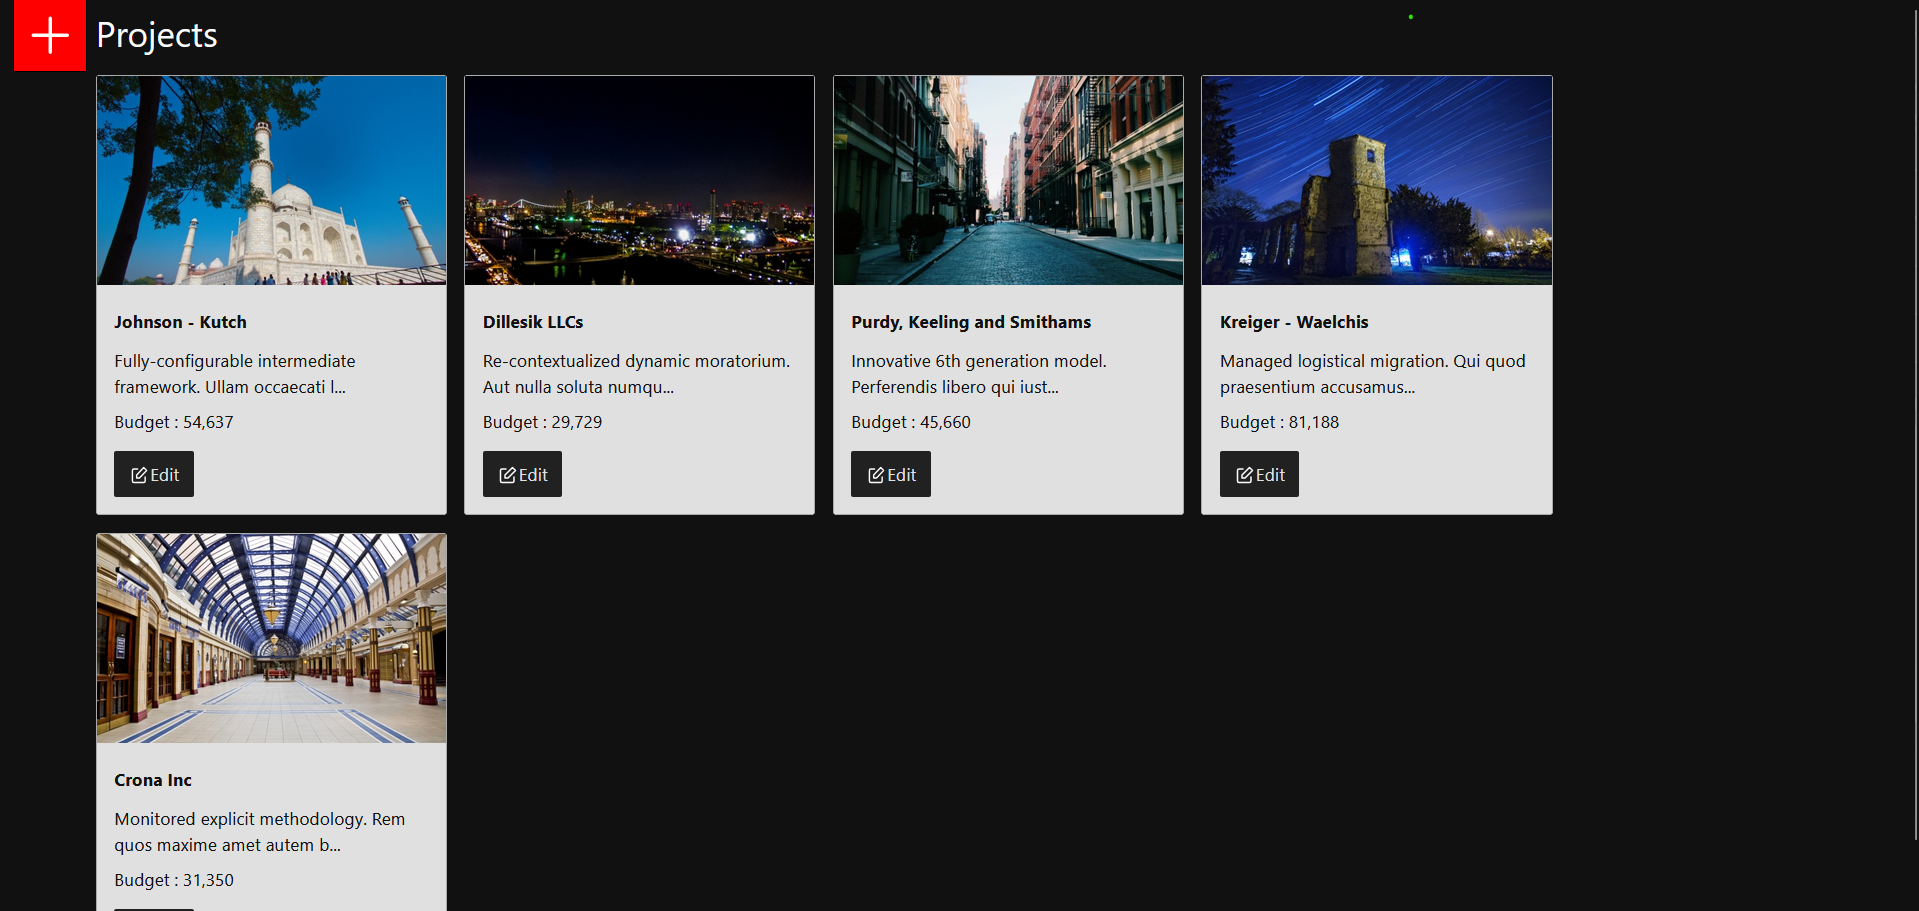 Projects
Johnson - Kutch
Fully-configurable intermediate
framework. Ullam occaecati l...
Budget : 54,637
Edit
Dillesik LLCs
Re-contextualized dynamic moratorium.
Aut nulla soluta numqu...
Budget : 29,729
Edit
Purdy, Keeling and Smithams
Innovative 6th generation model.
Perferendis libero qui iust...
Budget : 45,660
Edit
Kreiger - Waelchis
Managed logistical migration. Qui quod
praesentium accusamus...
Budget : 81,188
Edit
Crona Inc
Monitored explicit methodology. Rem
quos maxime amet autem b...
Budget : 31,350